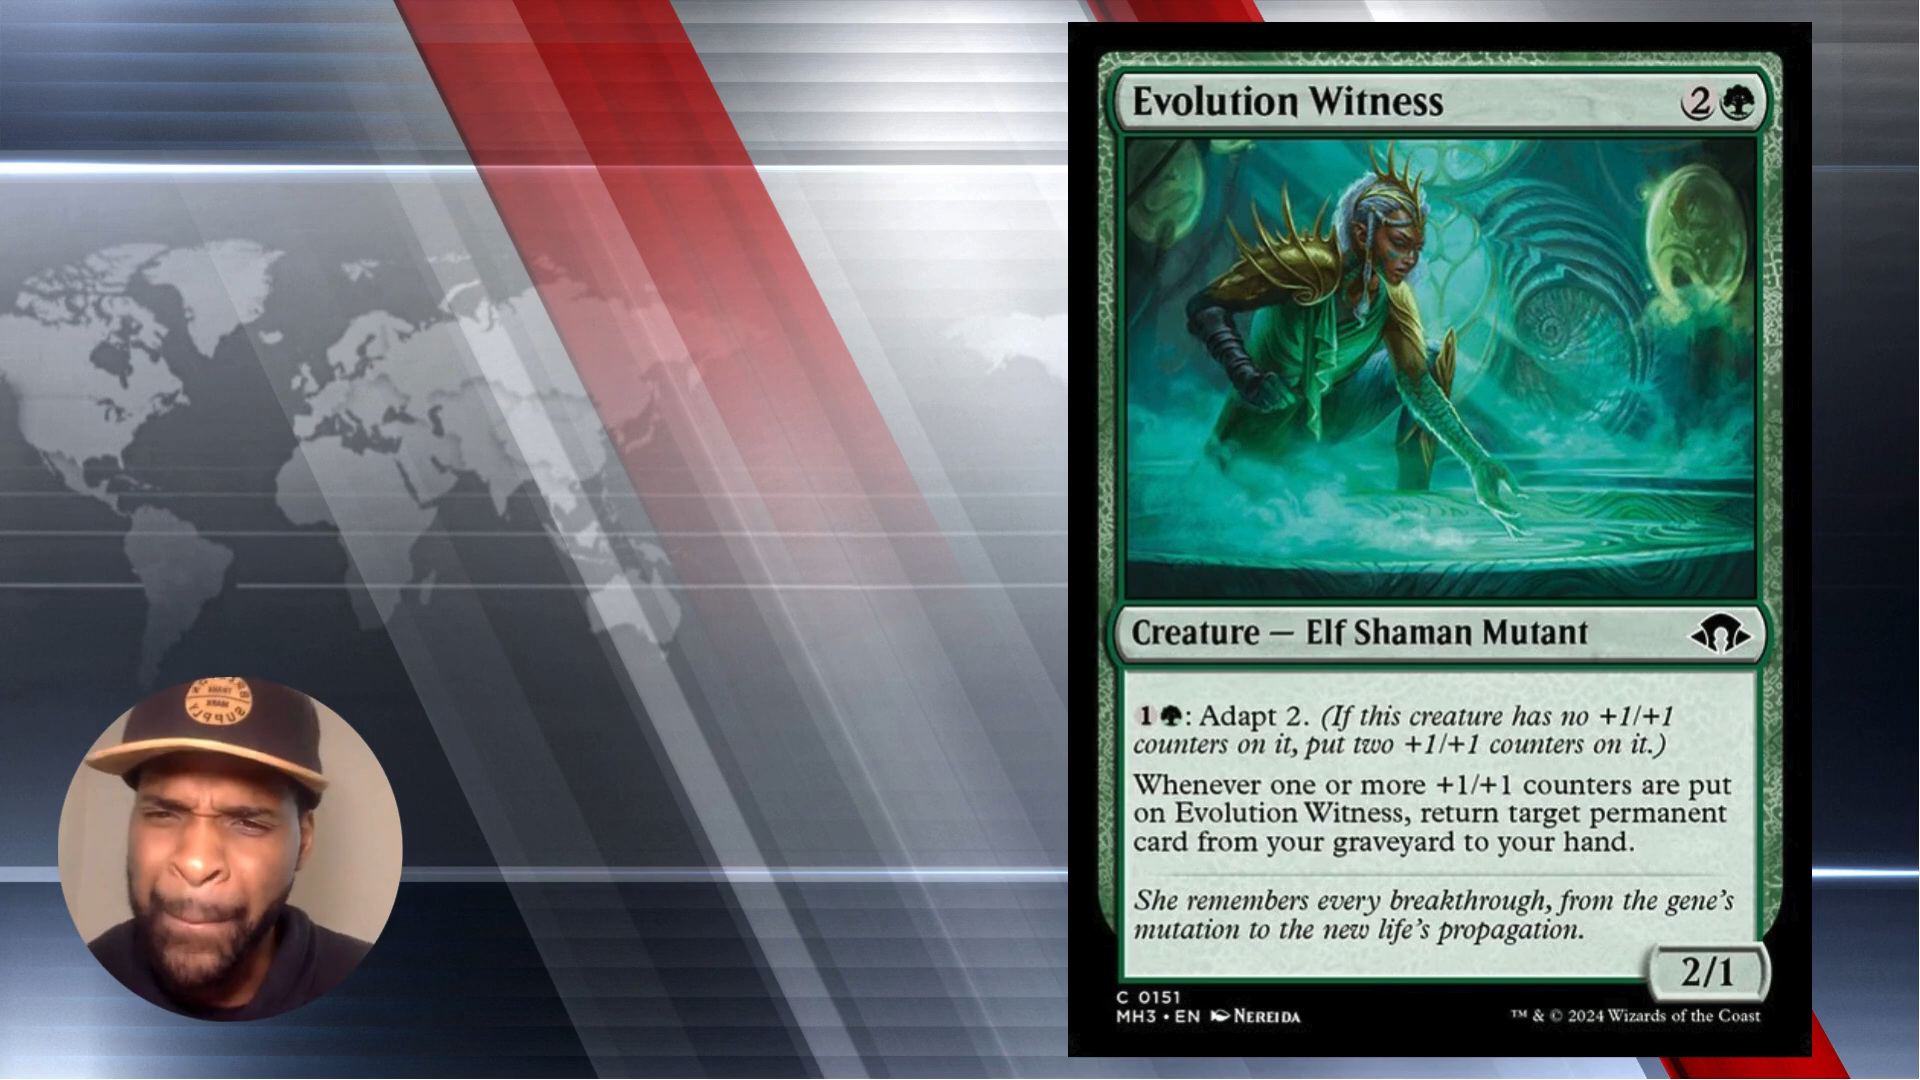 Evolution Witness 2
Creature — Elf Shaman Mutant
1 : Adapt 2. (If this creature has no +1/+1
counters on it, put two +1/+1 counters on it.)
Whenever one or more +1/+1 counters are put
on Evolution Witness, return target permanent
card from your graveyard to your hand.
She remembers every breakthrough, from the gene's
mutation to the new life's propagation.
2/1
C 0151
MH3 • EN NEREIDA
™ & © 2024 Wizards of the Coast
SUPPLY